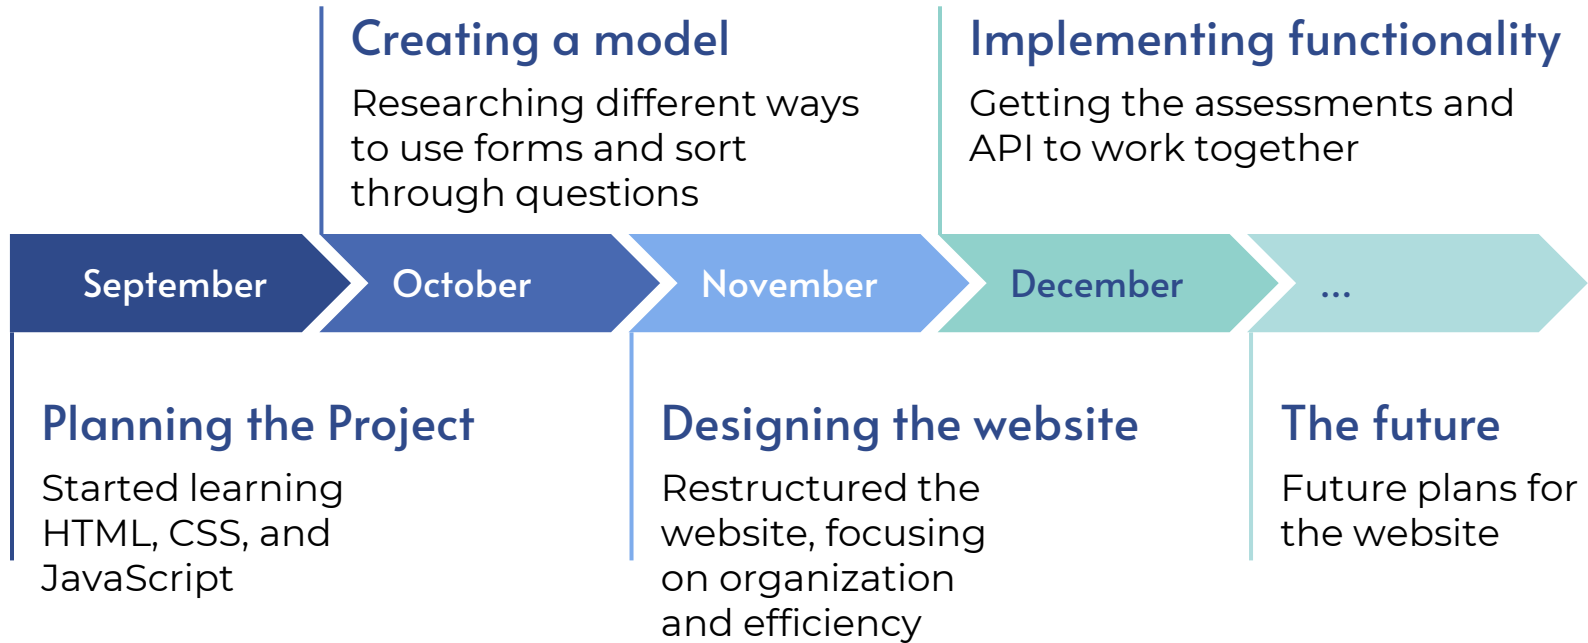 Creating a model
Researching different ways
to use forms and sort
through questions
Implementing functionality
Getting the assessments and
API to work together
September
October
November
December
...
Planning the Project
Started learning
HTML, CSS, and
JavaScript
Designing the website
Restructured the
website, focusing
on organization
and efficiency
The future
Future plans for
the website